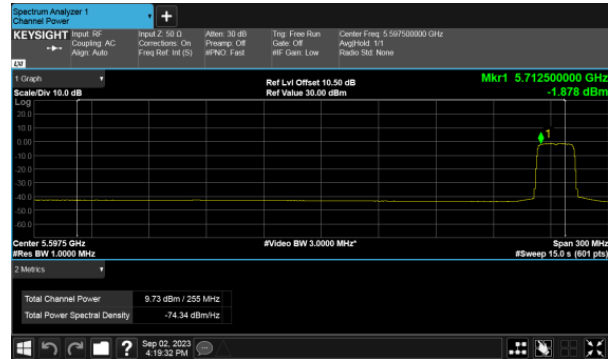 Spectrum Analyzer 1
Channel Power
+
KEYSIGHT Input: RF
Coupling: AC
Align: Auto
Input Z: 50 Ω
Corrections: On
Freq Ref: Int (S)
Atten: 30 dB
Preamp: Off
#PNO: Fast
Trig: Free Run
Gate: Off
#IF Gain: Low
Center Freq: 5.597500000 GHz
Avg|Hold: 1/1
Radio Std: None
LXI
1 Graph
Scale/Div 10.0 dB
Ref Lvl Offset 10.50 dB
Ref Value 30.00 dBm
Mkr1 5.712500000 GHz
-1.878 dBm
Log
20.0
10.0
0.00
-10.0
-20.0
-30.0
-40.0
-50.0
-60.0
1
Center 5.5975 GHz
#Res BW 1.0000 MHz
#Video BW 3.0000 MHz*
Span 300 MHz
#Sweep 15.0 s (601 pts)
2 Metrics
Total Channel Power 9.73 dBm / 255 MHz
Total Power Spectral Density -74.34 dBm/Hz
?
Sep 02, 2023
4:19:32 PM